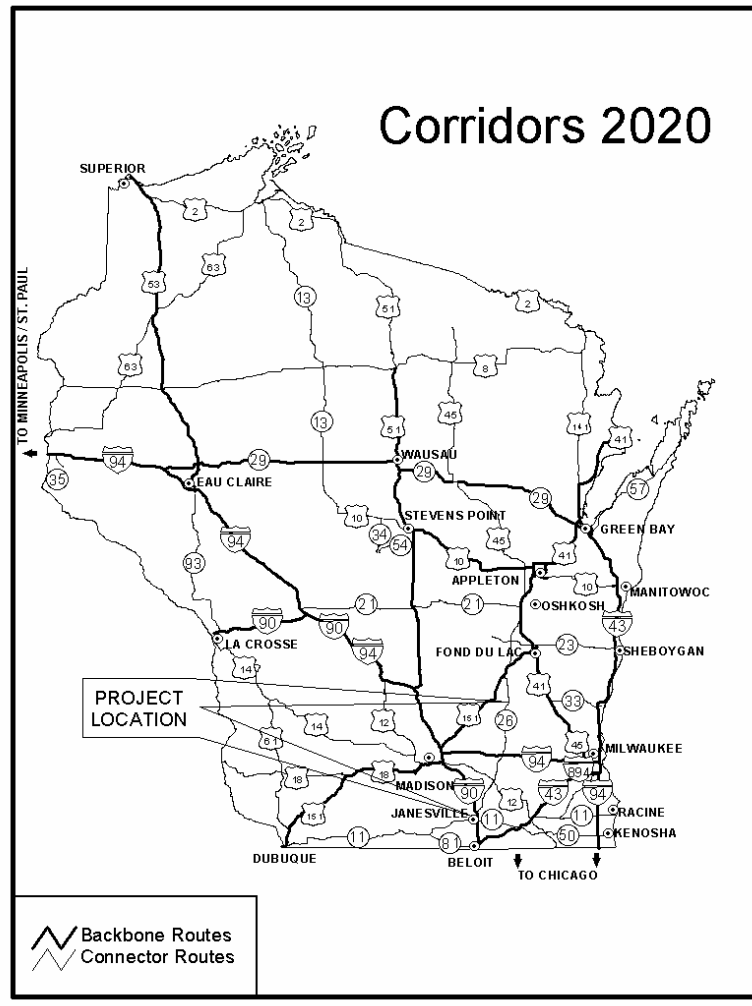 Corridors 2020
SUPERIOR
2
2
63
53
13
51
2
TO MINNEAPOLIS / ST. PAUL
63
8
45
13
51
141
41
WAUSAU
94
29
29
35
EAU CLAIRE
57
29
10
STEVENS POINT
34
54
GREEN BAY
94
45
41
10
93
APPLETON
10
MANITOWOC
21
21
OSHKOSH
90
90
43
LA CROSSE
94
FOND DU LAC
23
SHEBOYGAN
14
41
PROJECT
LOCATION
33
151
26
14
12
61
45
MILWAUKEE
94
18
18
894
MADISON
90
43
94
12
151
JANESVILLE
11
11
RACINE
11
50
KENOSHA
81
DUBUQUE
BELOIT
TO CHICAGO
Backbone Routes
Connector Routes